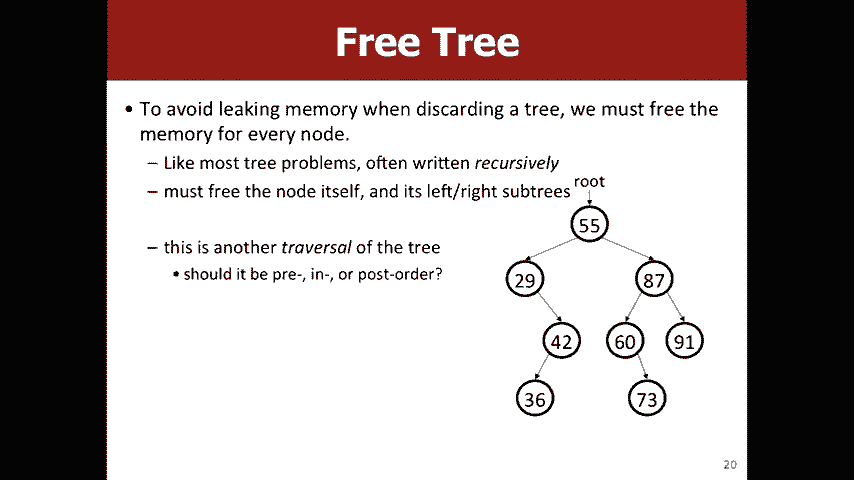 Free Tree
• To avoid leaking memory when discarding a tree, we must free the
memory for every node.
– Like most tree problems, often written recursively
– must free the node itself, and its left/right subtrees
– this is another traversal of the tree
• should it be pre-, in-, or post-order?
root
55
29 87
42 60 91
36 73
20